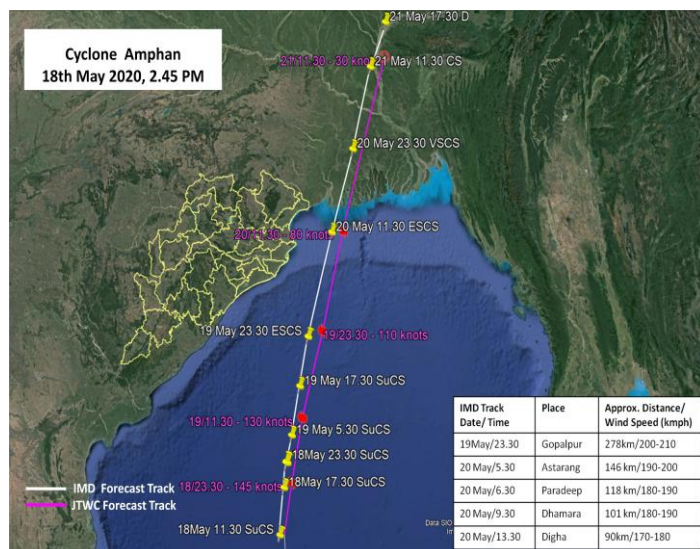 Cyclone Amphan
18th May 2020, 2.45 PM
21 May 17.30 D
21/11.30 - 30 knots
21 May 11.30 CS
20 May 23.30 VSCS
20/11.30 - 80 knots
20 May 11.30 ESCS
19 May 23 30 ESCS
19/23-30 - 110 knots
19 May 17.30 SuCS
19/11.30 - 130 knots
19 May 5.30 SuCS
18May 23.30 SuCS
18/23:30 - 145 knots
18May 17.30 SuCS
18May 11.30 SuCS
IMD Forecast Track
JTWC Forecast Track
Data SIO
IMD Track Date/ Time Place Approx. Distance/ Wind Speed (kmph)
19May/23.30 Gopalpur 278km/200-210
20 May/5.30 Astarang 146 km/190-200
20 May/6.30 Paradeep 118 km/180-190
20 May/9.30 Dhamara 101 km/180-190
20 May/13.30 Digha 90km/170-180